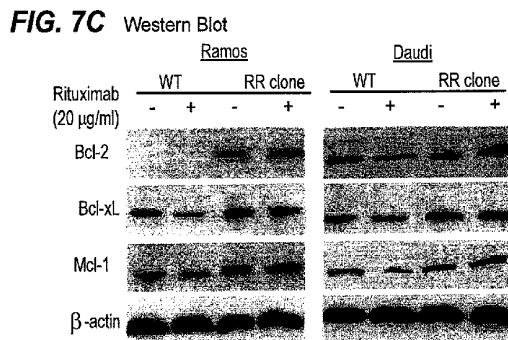 FIG. 7C Western Blot
Ramos Daudi
WT RR clone WT RR clone
Rituximab - + - + - + - +
(20 μg/ml)
Bcl-2
Bcl-xL
Mcl-1
β-actin